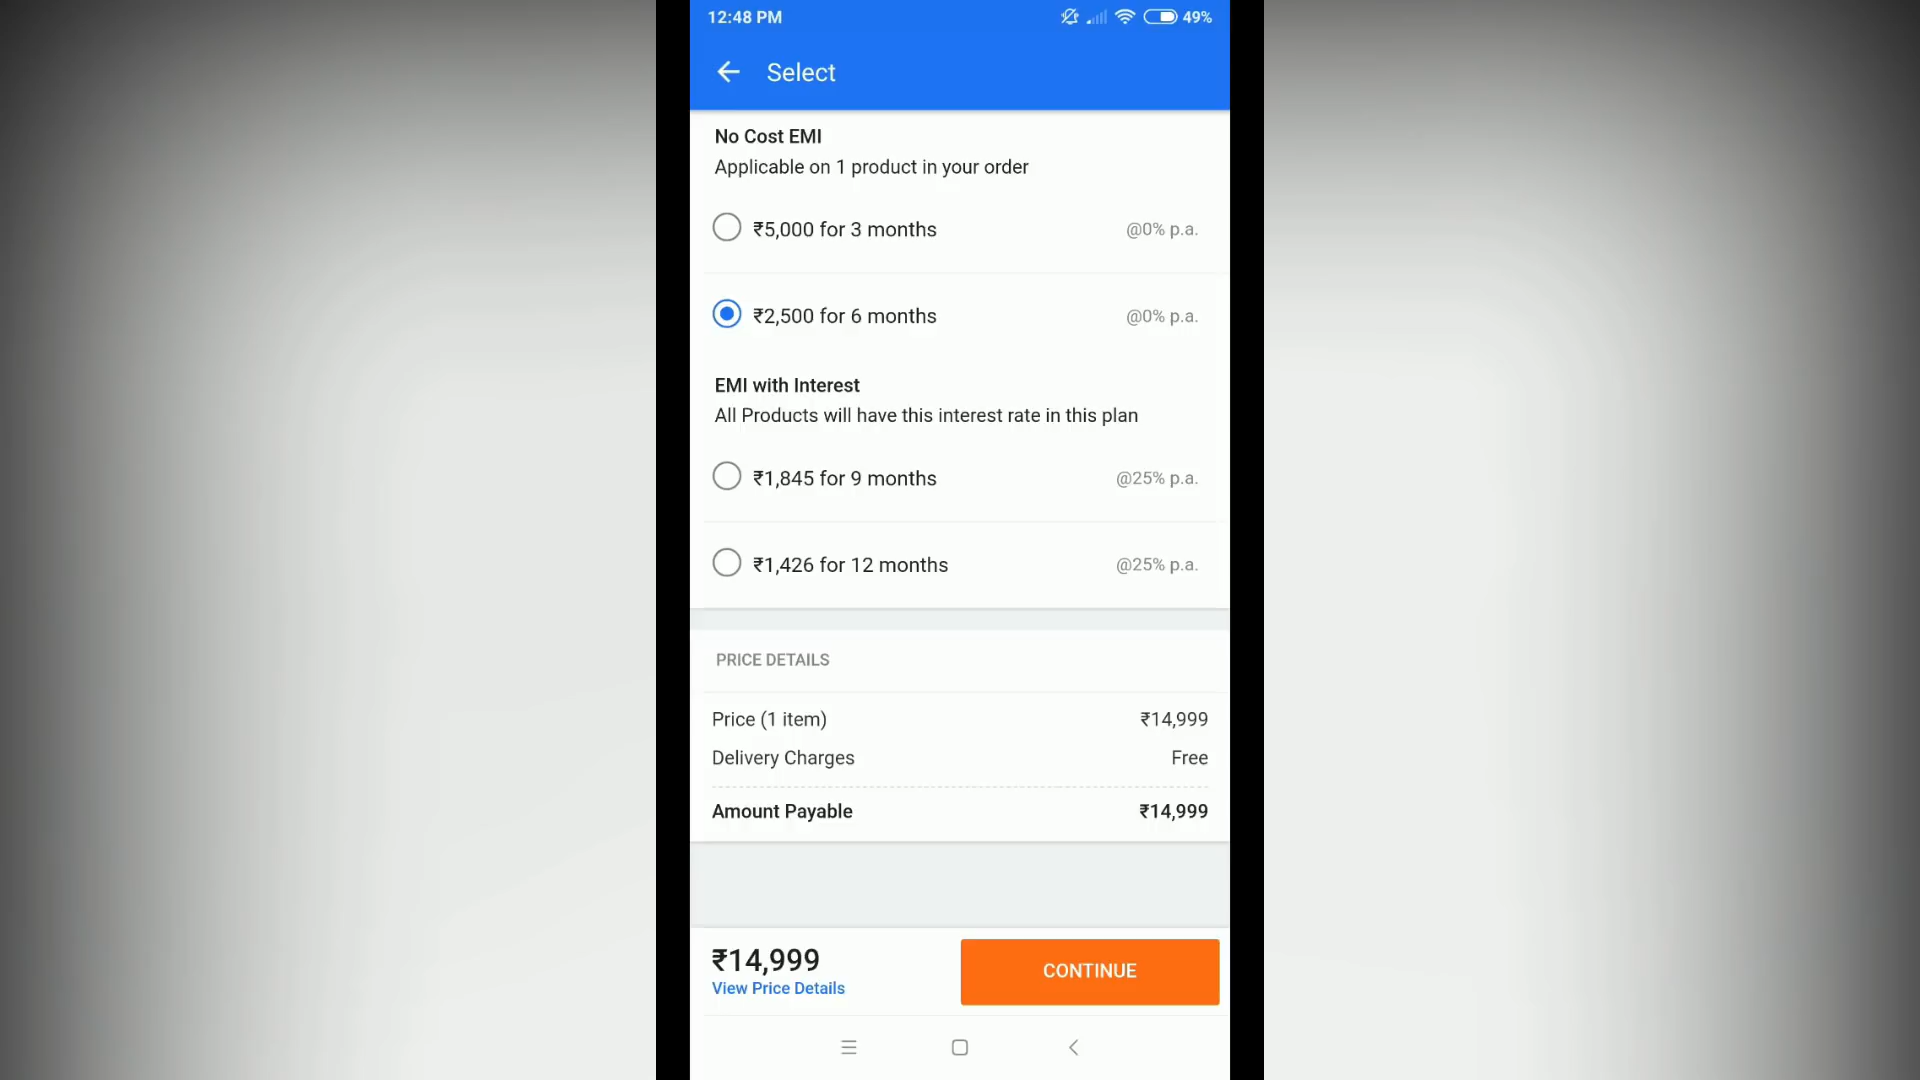 12:48 PM 49%
Select
No Cost EMI
Applicable on 1 product in your order
₹5,000 for 3 months @0% p.a.
₹2,500 for 6 months @0% p.a.
EMI with Interest
All Products will have this interest rate in this plan
₹1,845 for 9 months @25% p.a.
₹1,426 for 12 months @25% p.a.
PRICE DETAILS
Price (1 item) ₹14,999
Delivery Charges Free
Amount Payable ₹14,999
₹14,999
View Price Details
CONTINUE